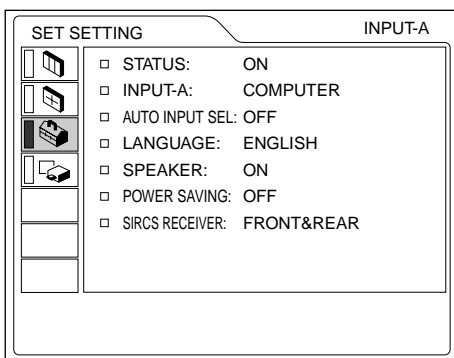 SET SETTING INPUT-A
STATUS: ON
INPUT-A: COMPUTER
AUTO INPUT SEL: OFF
LANGUAGE: ENGLISH
SPEAKER: ON
POWER SAVING: OFF
SIRCS RECEIVER: FRONT&REAR